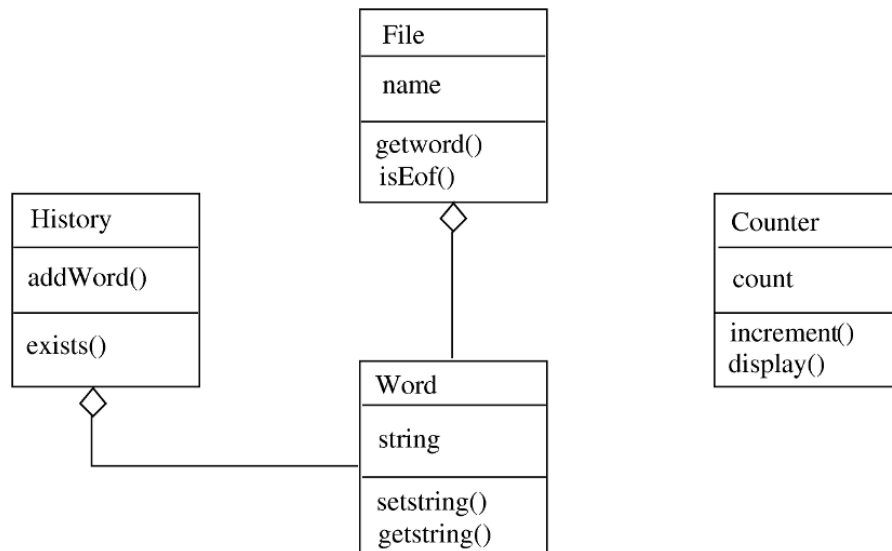 File
name
getword()
isEof()
History
addWord()
exists()
Counter
count
increment()
display()
Word
string
setstring()
getstring()